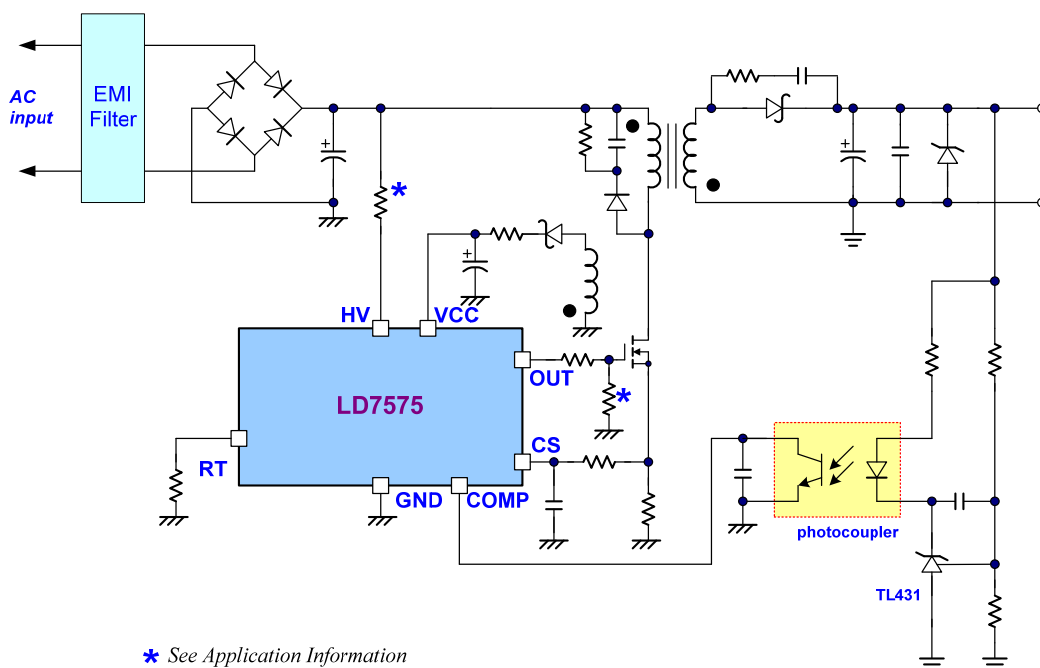 AC
input
EMI
Filter
*
+
+
+
HV
VCC
OUT
*
LD7575
CS
RT
GND
COMP
photocoupler
TL431
* See Application Information